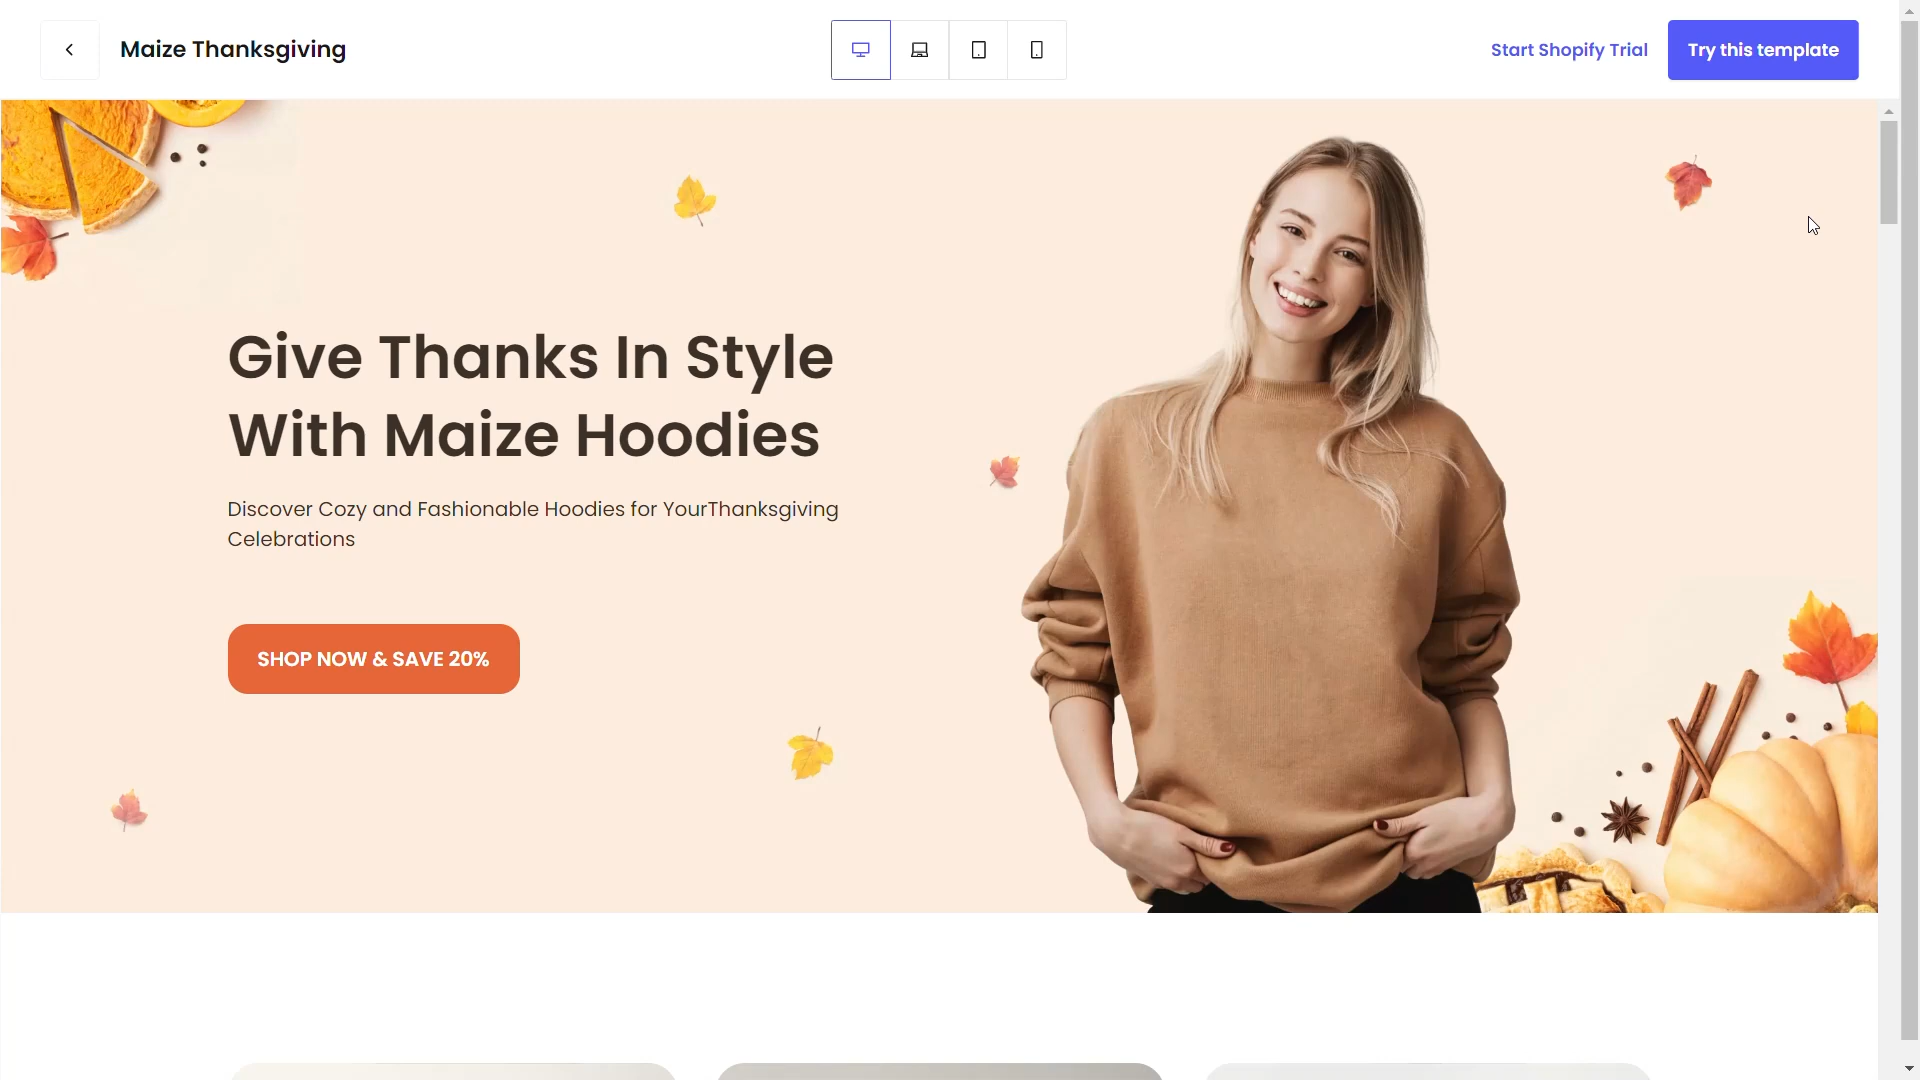 Maize Thanksgiving
Start Shopify Trial
Try this template
Give Thanks In Style
With Maize Hoodies
Discover Cozy and Fashionable Hoodies for YourThanksgiving
Celebrations
SHOP NOW & SAVE 20%